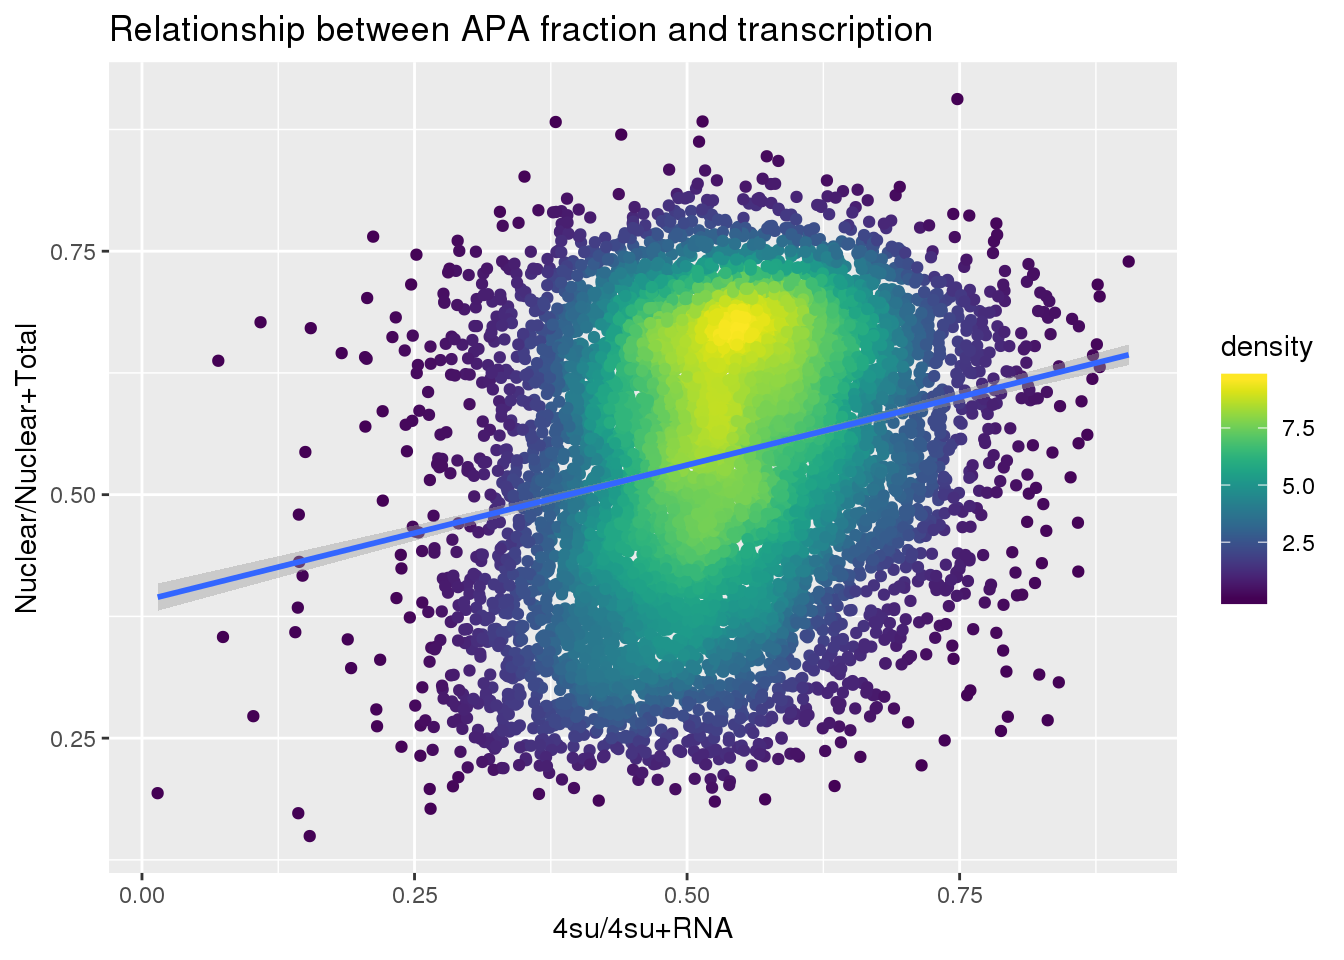 Relationship between APA fraction and transcription
Nuclear/Nuclear+Total
0.75
0.50
0.25
0.00
0.25
0.50
0.75
4su/4su+RNA
density
7.5
5.0
2.5